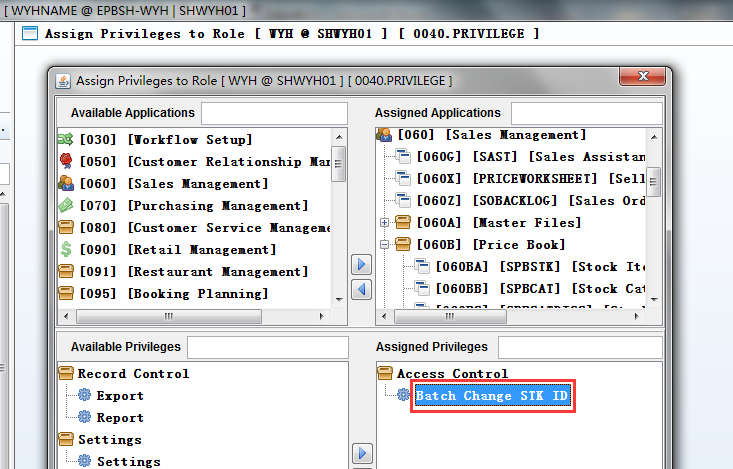 [ WYHNAME @ EPBSH-WYH | SHWYH01 ]
Assign Privileges to Role [ WYH @ SHWYH01 ] [ 0040.PRIVILEGE ]
Assign Privileges to Role [ WYH @ SHWYH01 ] [ 0040.PRIVILEGE ]
Available Applications
[030] [Workflow Setup]
[050] [Customer Relationship Mar
[060] [Sales Management]
[070] [Purchasing Management]
[080] [Customer Service Manageme
[090] [Retail Management]
[091] [Restaurant Management]
[095] [Booking Planning]
Assigned Applications
[060] [Sales Management]
[060G] [SAST] [Sales Assistan
[060X] [PRICEWORKSHEET] [Sell
[060Z] [SOBACKLOG] [Sales Ord
[060A] [Master Files]
[060B] [Price Book]
[060BA] [SPBSTK] [Stock Ite
[060BB] [SPBCAT] [Stock Cat
Available Privileges
Record Control
Export
Report
Settings
Settings
Assigned Privileges
Access Control
Batch Change STK ID